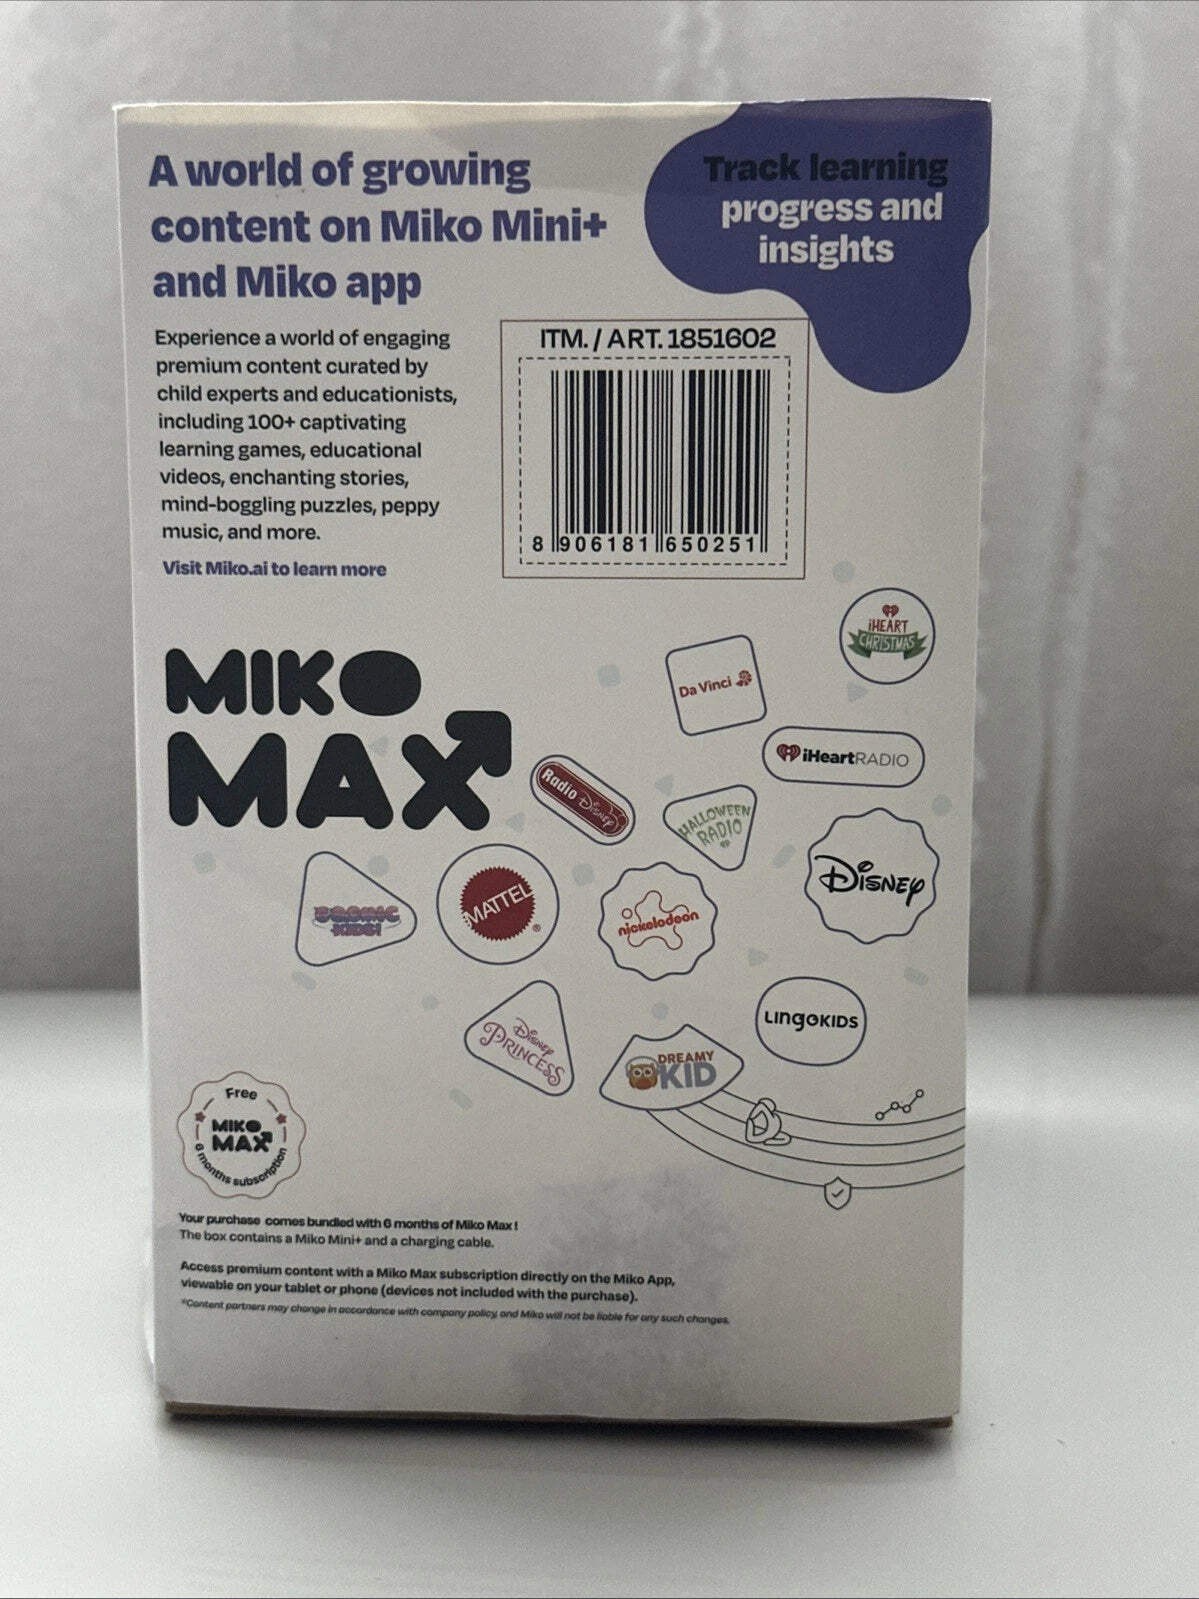 A world of growing
content on Miko Mini+
and Miko app
Track learning
progress and
insights
Experience a world of engaging
premium content curated by
child experts and educationists,
including 100+ captivating
learning games, educational
videos, enchanting stories,
mind-boggling puzzles, peppy
music, and more.
Visit Miko.ai to learn more
ITM. / ART. 1851602
8 906181 650251
MIKO
MAX
iHEART
CHRISTMAS
Da Vinci
iHeartRADIO
Radio Disney
HALLOWEEN
RADIO
Disney
KIDS!
MATTEL
®
nickelodeon
LINGOKIDS
Disney
PRINCESS
DREAMY
KID
Free
MIKO
MAX
6 months subscription
Your purchase comes bundled with 6 months of Miko Max !
The box contains a Miko Mini+ and a charging cable.
Access premium content with a Miko Max subscription directly on the Miko App,
viewable on your tablet or phone (devices not included with the purchase).
*Content partners may change in accordance with company policy, and Miko will not be liable for any such changes.